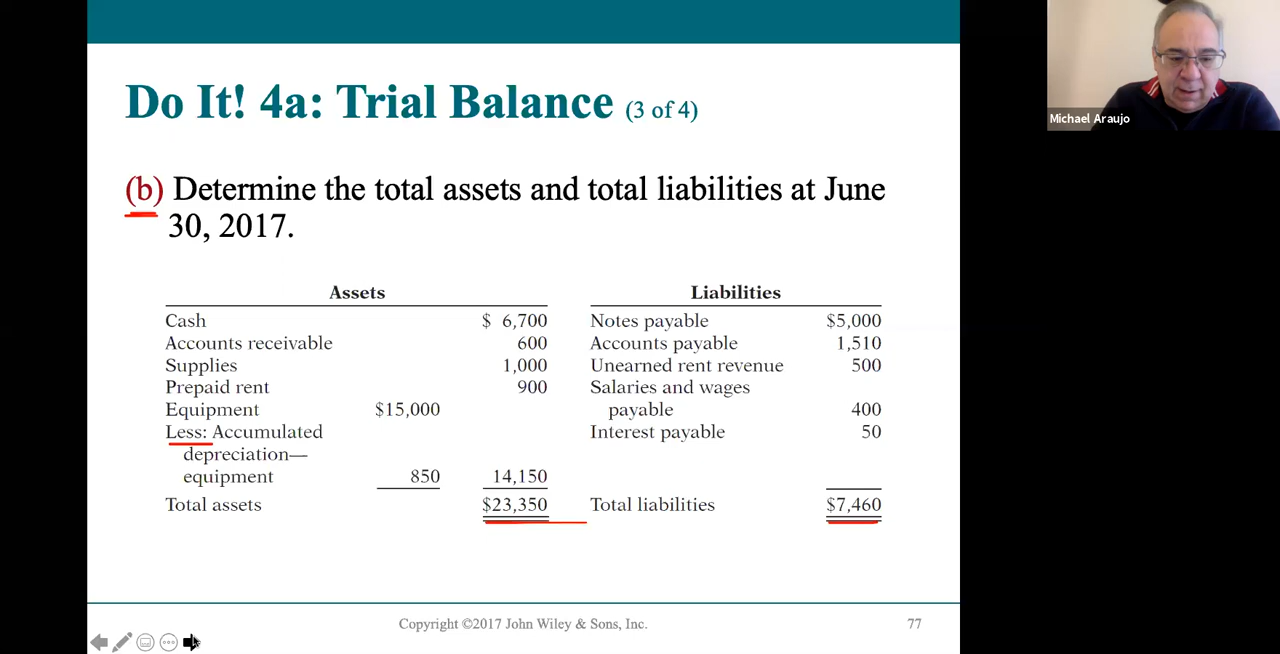 Do It! 4a: Trial Balance (3 of 4)
Michael Araujo
(b) Determine the total assets and total liabilities at June
30, 2017.
Assets
Liabilities
Cash $ 6,700 Notes payable $5,000
Accounts receivable 600 Accounts payable 1,510
Supplies 1,000 Unearned rent revenue 500
Prepaid rent 900 Salaries and wages
Equipment $15,000 payable 400
Less: Accumulated Interest payable 50
depreciation—
equipment 850 14,150
Total assets $23,350 Total liabilities $7,460
Copyright ©2017 John Wiley & Sons, Inc. 77